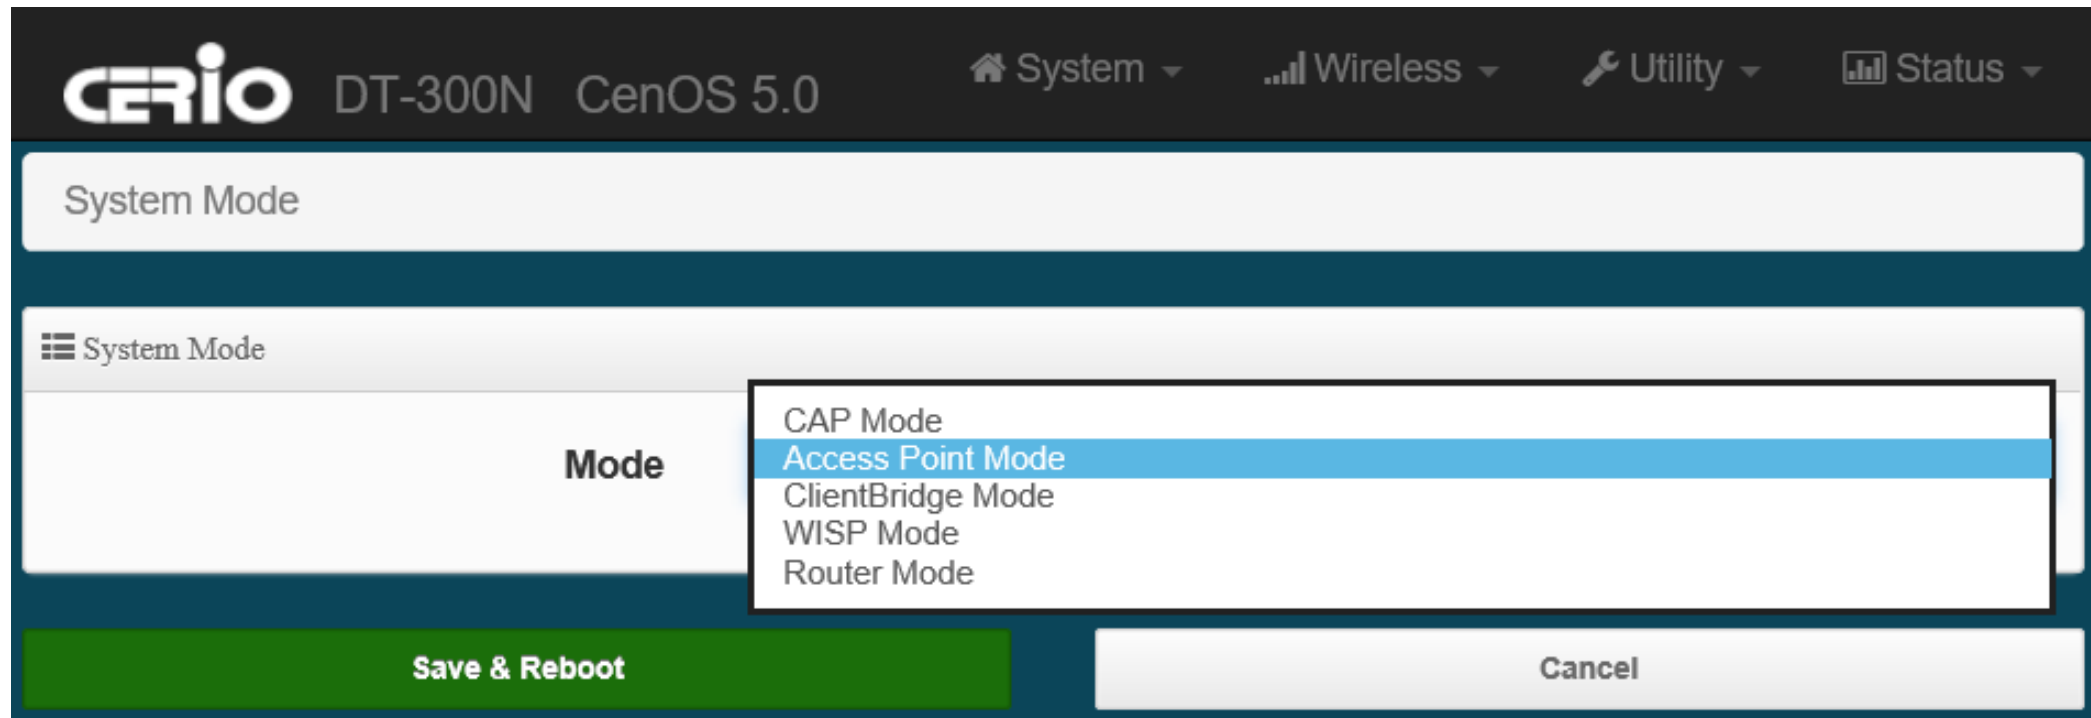 CERIO DT-300N CenOS 5.0 System Wireless Utility Status
System Mode
System Mode
Mode
CAP Mode
Access Point Mode
ClientBridge Mode
WISP Mode
Router Mode
Save & Reboot Cancel